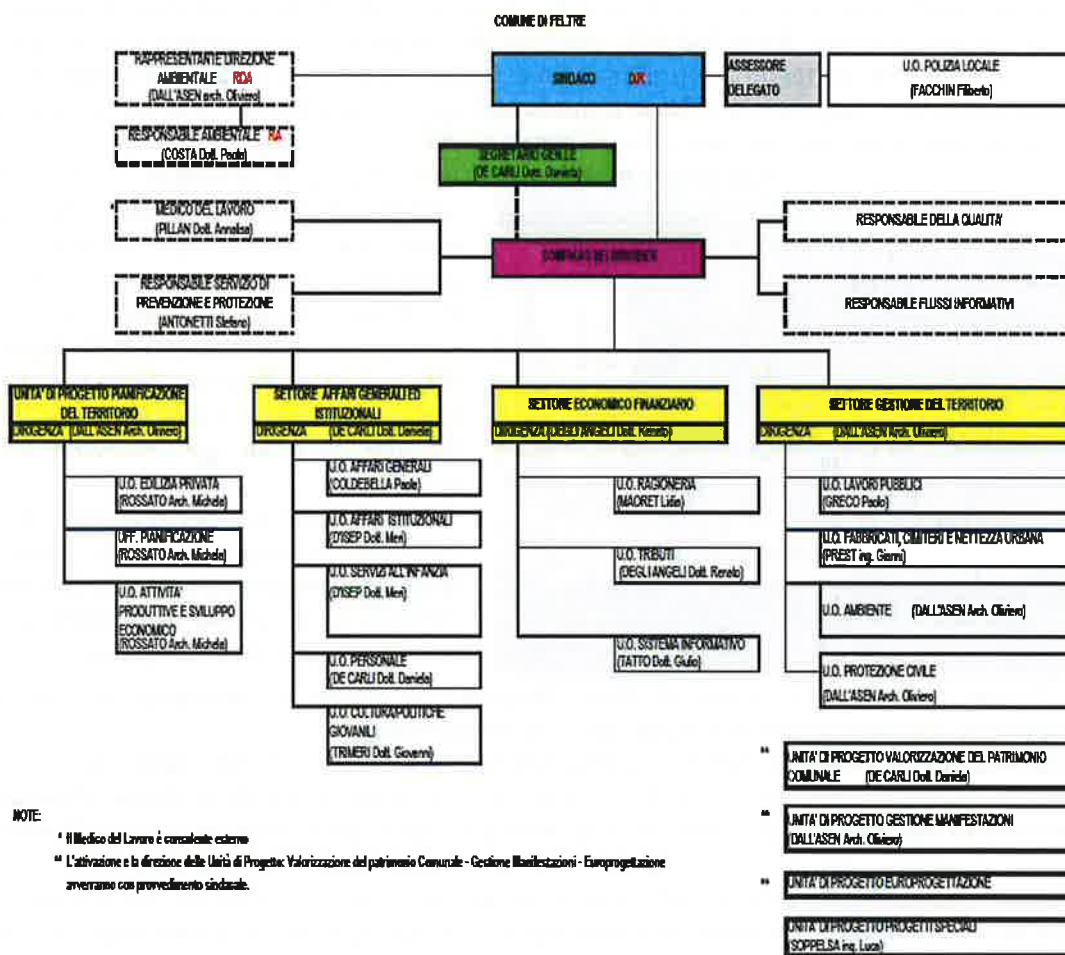 COMUNE DI FELTRE
RAPPRESENTANTE DIREZIONE
AMBIENTALE RDA
(DALL'ASEN arch. Oliviero)
SINDACO
ASSESSORE
DELEGATO
U.O. POLIZIA LOCALE
(FACCHIN Filiberto)
RESPONSABILE AMBIENTALE RA
(COSTA Dott. Paola)
SEGRETARIO GEN.LE
(DE CARLI Dott. Daniela)
* MEDICO DEL LAVORO
(PILLAN Dott. Annalisa)
RESPONSABILE DELLA QUALITA'
COMITATO DEI DIRIGENTI
RESPONSABILE SERVIZIO DI
PREVENZIONE E PROTEZIONE
(ANTONETTI Stefano)
RESPONSABILE FLUSSI INFORMATIVI
UNITA' DI PROGETTO PIANIFICAZIONE
DEL TERRITORIO
DIRIGENZA (DALL'ASEN Arch. Oliviero)
SETTORE AFFARI GENERALI ED
ISTITUZIONALI
DIRIGENZA (DE CARLI Dott. Daniela)
SETTORE ECONOMICO FINANZIARIO
DIRIGENZA (DEGLI ANGELI Dott. Renato)
SETTORE GESTIONE DEL TERRITORIO
DIRIGENZA (DALL'ASEN Arch. Oliviero)
U.O. EDILIZIA PRIVATA
(ROSSATO Arch. Michela)
UFF. PIANIFICAZIONE
(ROSSATO Arch. Michela)
U.O. ATTIVITA'
PRODUTTIVE E SVILUPPO
ECONOMICO
(ROSSATO Arch. Michela)
U.O. AFFARI GENERALI
(COLDEBELLA Paola)
U.O. AFFARI ISTITUZIONALI
(D'ISEP Dott. Meri)
U.O. SERVIZI ALL'INFANZIA
(D'ISEP Dott. Meri)
U.O. PERSONALE
(DE CARLI Dott. Daniela)
U.O. CULTURA/POLITICHE
GIOVANILI
(TRIMERI Dott. Giovanni)
U.O. RAGIONERIA
(MAORET Lidia)
U.O. TRIBUTI
(DEGLI ANGELI Dott. Renato)
U.O. SISTEMA INFORMATIVO
(TATTO Dott. Giulio)
U.O. LAVORI PUBBLICI
(GRECO Paolo)
U.O. FABBRICATI, CIMITERI E NETTEZZA URBANA
(PREST ing. Gianni)
U.O. AMBIENTE (DALL'ASEN Arch. Oliviero)
U.O. PROTEZIONE CIVILE
(DALL'ASEN Arch. Oliviero)
** UNITA' DI PROGETTO VALORIZZAZIONE DEL PATRIMONIO
COMUNALE (DE CARLI Dott. Daniela)
** UNITA' DI PROGETTO GESTIONE MANIFESTAZIONI
(DALL'ASEN Arch. Oliviero)
** UNITA' DI PROGETTO EUROPROGETTAZIONE
UNITA' DI PROGETTO PROGETTI SPECIALI
(SOPPELSA ing. Luca)
NOTE:
* Il Medico del Lavoro è consulente esterno
** L'attivazione e la direzione delle Unità di Progetto: Valorizzazione del patrimonio Comunale - Gestione Manifestazioni - Europrogettazione
avverranno con provvedimento sindacale.